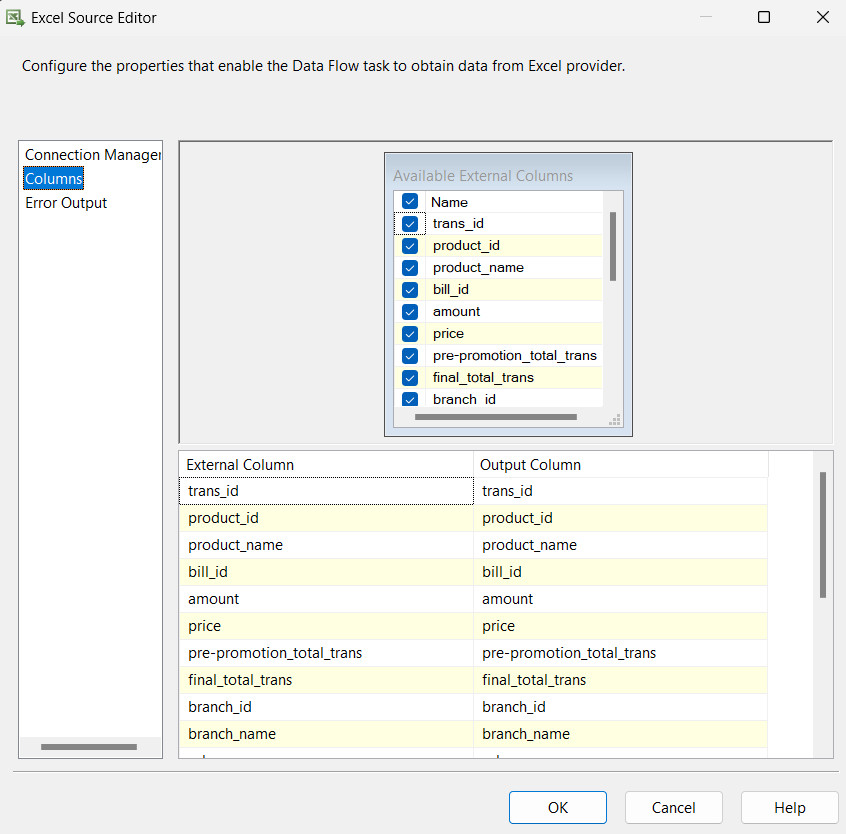 Excel Source Editor
Configure the properties that enable the Data Flow task to obtain data from Excel provider.
Connection Manager
Columns
Error Output
Available External Columns
Name
trans_id
product_id
product_name
bill_id
amount
price
pre-promotion_total_trans
final_total_trans
branch_id
External Column Output Column
trans_id trans_id
product_id product_id
product_name product_name
bill_id bill_id
amount amount
price price
pre-promotion_total_trans pre-promotion_total_trans
final_total_trans final_total_trans
branch_id branch_id
branch_name branch_name
OK Cancel Help